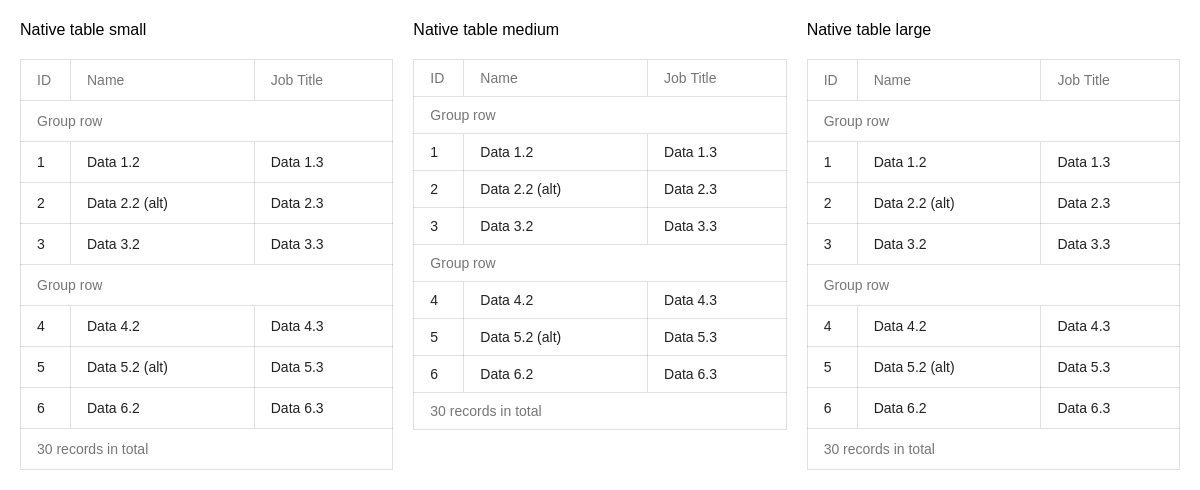 Native table small
ID Name Job Title
Group row
1 Data 1.2 Data 1.3
2 Data 2.2 (alt) Data 2.3
3 Data 3.2 Data 3.3
Group row
4 Data 4.2 Data 4.3
5 Data 5.2 (alt) Data 5.3
6 Data 6.2 Data 6.3
30 records in total
Native table medium
ID Name Job Title
Group row
1 Data 1.2 Data 1.3
2 Data 2.2 (alt) Data 2.3
3 Data 3.2 Data 3.3
Group row
4 Data 4.2 Data 4.3
5 Data 5.2 (alt) Data 5.3
6 Data 6.2 Data 6.3
30 records in total
Native table large
ID Name Job Title
Group row
1 Data 1.2 Data 1.3
2 Data 2.2 (alt) Data 2.3
3 Data 3.2 Data 3.3
Group row
4 Data 4.2 Data 4.3
5 Data 5.2 (alt) Data 5.3
6 Data 6.2 Data 6.3
30 records in total